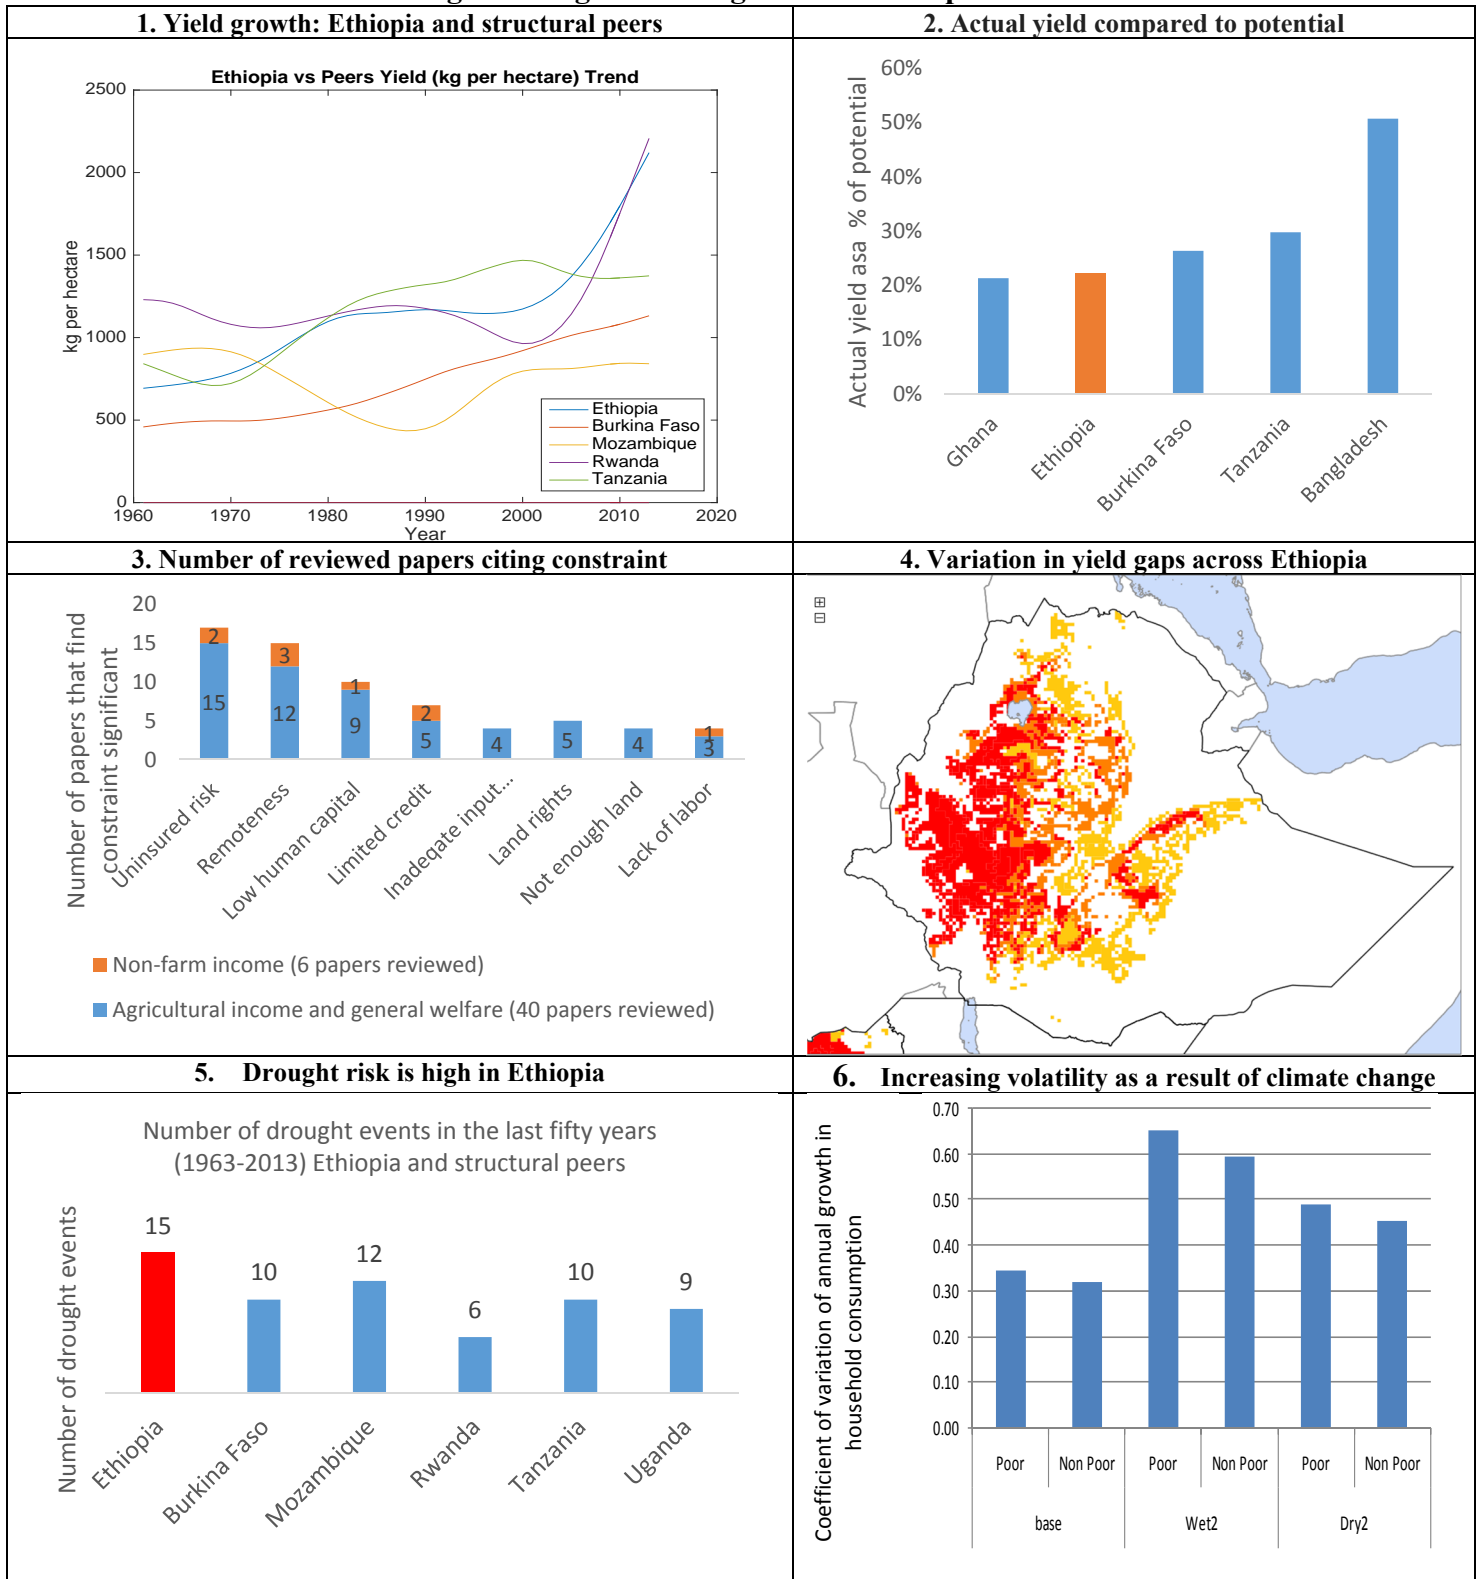 1. Yield growth: Ethiopia and structural peers
Ethiopia vs Peers Yield (kg per hectare) Trend
kg per hectare
2500
2000
1500
1000
500
0
1960 1970 1980 1990 2000 2010 2020
Year
Ethiopia
Burkina Faso
Mozambique
Rwanda
Tanzania
2. Actual yield compared to potential
Actual yield asa % of potential
60%
50%
40%
30%
20%
10%
0%
Ghana
Ethiopia
Burkina Faso
Tanzania
Bangladesh
3. Number of reviewed papers citing constraint
Number of papers that find
constraint significant
20
15
10
5
0
2
15
3
12
1
9
2
5
4
5
4
1
3
Uninsured risk
Remoteness
Low human capital
Limited credit
Inadeqate input...
Land rights
Not enough land
Lack of labor
Non-farm income (6 papers reviewed)
Agricultural income and general welfare (40 papers reviewed)
4. Variation in yield gaps across Ethiopia
5. Drought risk is high in Ethiopia
Number of drought events in the last fifty years
(1963-2013) Ethiopia and structural peers
Number of drought events
15
10
12
6
10
9
Ethiopia
Burkina Faso
Mozambique
Rwanda
Tanzania
Uganda
6. Increasing volatility as a result of climate change
Coefficient of variation of annual growth in
household consumption
0.70
0.60
0.50
0.40
0.30
0.20
0.10
0.00
Poor Non Poor Poor Non Poor Poor Non Poor
base Wet2 Dry2